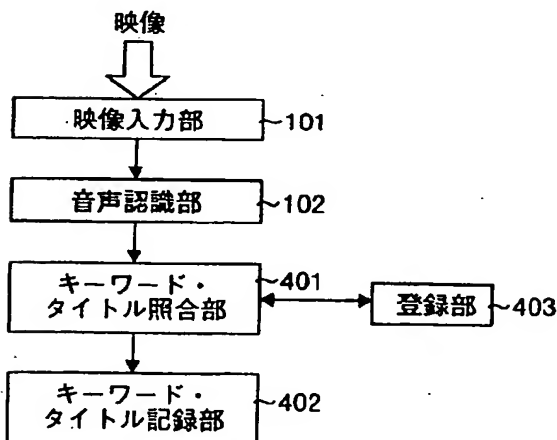 映像
映像入力部 ~101
音声認識部 ~102
キーワード・
タイトル照合部
401
登録部 ~403
キーワード・
タイトル記録部
~402